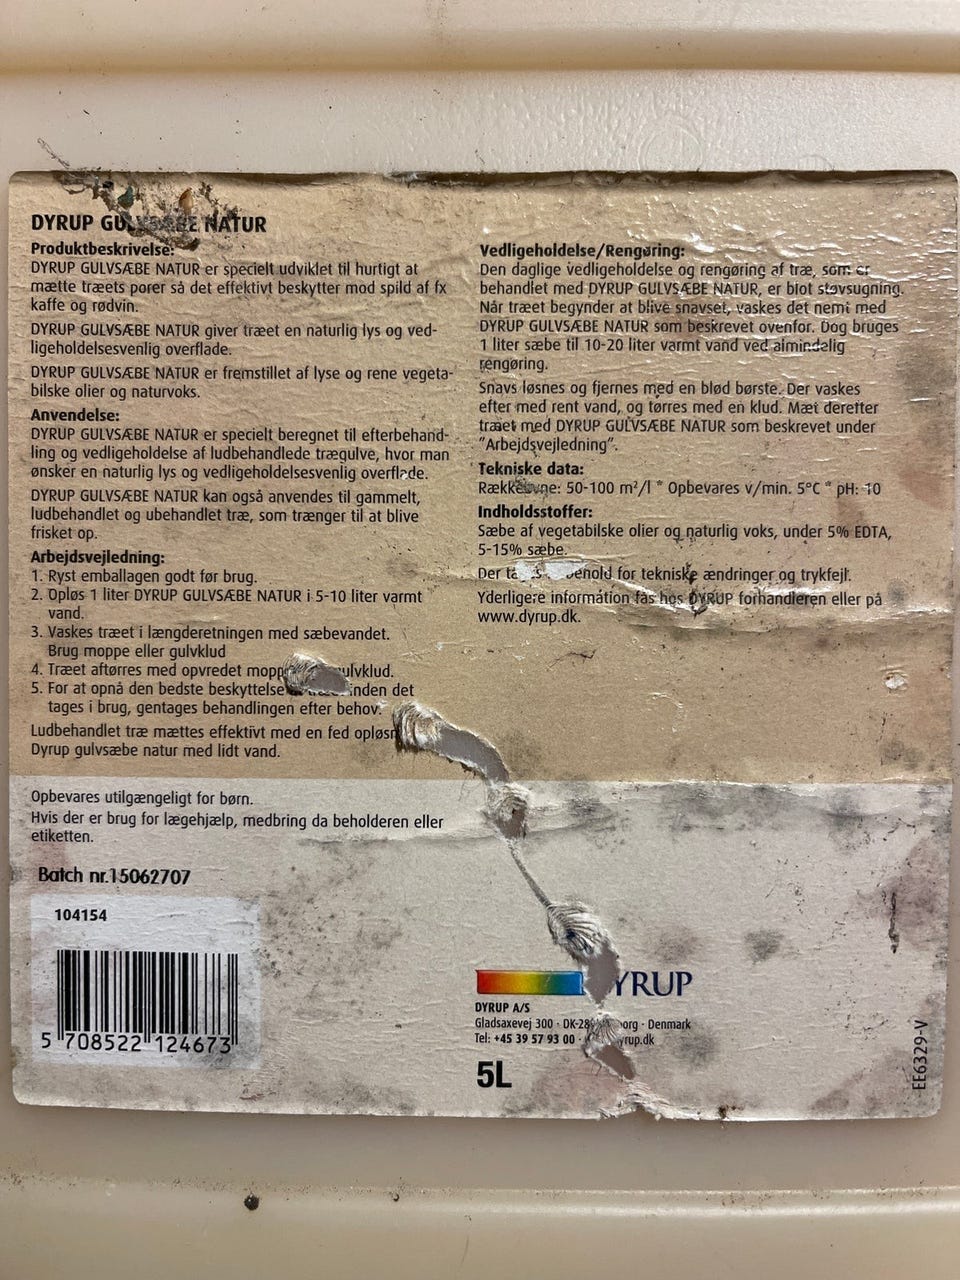 DYRUP GULVSÆBE NATUR
Produktbeskrivelse:
DYRUP GULVSÆBE NATUR er specielt udviklet til hurtigt at
mætte træets porer så det effektivt beskytter mod spild af fx
kaffe og rødvin.
DYRUP GULVSÆBE NATUR giver træet en naturlig lys og ved-
ligeholdelsesvenlig overflade.
DYRUP GULVSÆBE NATUR er fremstillet af lyse og rene vegeta-
bilske olier og naturvoks.
Anvendelse:
DYRUP GULVSÆBE NATUR er specielt beregnet til efterbehand-
ling og vedligeholdelse af ludbehandlede trægulve, hvor man
ønsker en naturlig lys og vedligeholdelsesvenlig overflade.
DYRUP GULVSÆBE NATUR kan også anvendes til gammelt,
ludbehandlet og ubehandlet træ, som trænger til at blive
frisket op.
Arbejdsvejledning:
1. Ryst emballagen godt før brug.
2. Opløs 1 liter DYRUP GULVSÆBE NATUR i 5-10 liter varmt
vand.
3. Vaskes træet i længderetningen med sæbevandet.
Brug moppe eller gulvklud
4. Træet aftørres med opvredet gulvklud.
5. For at opnå den bedste beskyttelse inden det
tages i brug, gentages behandlingen efter behov.
Ludbehandlet træ mættes effektivt med en fed
Dyrup gulvsæbe natur med lidt vand.
Vedligeholdelse/Rengøring:
Den daglige vedligeholdelse og rengøring af træ, som er
behandlet med DYRUP GULVSÆBE NATUR, er blot støvsugning.
Når træet begynder at blive snavset, vaskes det nemt med
DYRUP GULVSÆBE NATUR som beskrevet ovenfor. Dog bruges
1 liter sæbe til 10-20 liter varmt vand ved almindelig
rengøring.
Snavs løsnes og fjernes med en blød børste. Der vaskes
efter med rent vand, og tørres med en klud. Mæt deretter
træet med DYRUP GULVSÆBE NATUR som beskrevet under
"Arbejdsvejledning".
Tekniske data:
Rækkeevne: 50-100 m²/l * Opbevares v/min. 5°C * pH: 10
Indholdsstoffer:
Sæbe af vegetabilske olier og naturlig voks, under 5% EDTA,
5-15% sæbe.
Der for tekniske ændringer og trykfejl.
Yderligere information fås hos DYRUP forhandleren eller på
www.dyrup.dk.
Opbevares utilgængeligt for børn.
Hvis der er brug for lægehjælp, medbring da beholderen eller
etiketten.
Batch nr.15062707
104154
5 708522 124673
DYRUP
DYRUP A/S
Gladsaxevej 300 · Denmark
Tel: +45 39 57 93 00 ·
5L
EE6329-V